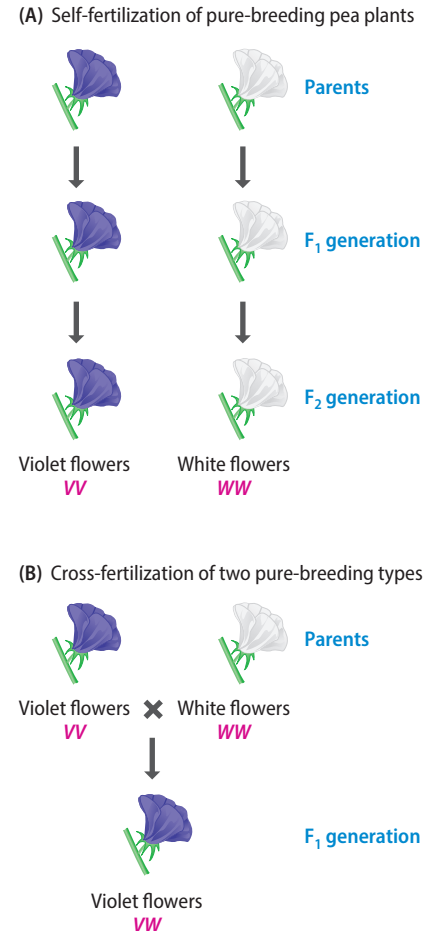 (A) Self-fertilization of pure-breeding pea plants
Parents
F₁ generation
F₂ generation
Violet flowers White flowers
VV WW
(B) Cross-fertilization of two pure-breeding types
Parents
Violet flowers × White flowers
VV WW
F₁ generation
Violet flowers
VW